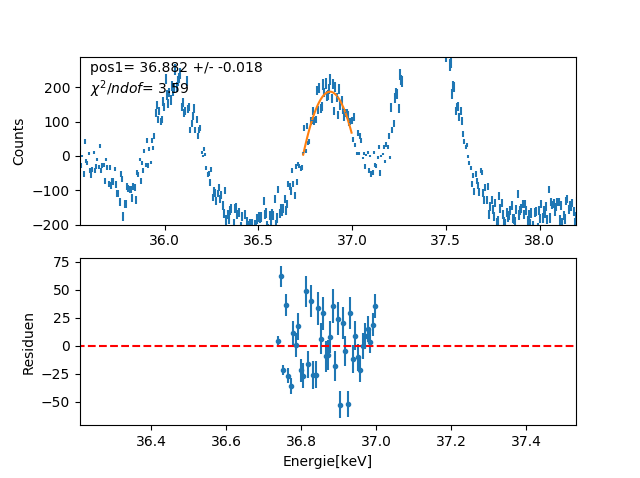 pos1= 36.882 +/- -0.018
χ²/ndof= 3.59
Counts
200
100
0
−100
−200
36.0 36.5 37.0 37.5 38.0
Residuen
75
50
25
0
−25
−50
36.4 36.6 36.8 37.0 37.2 37.4
Energie[keV]